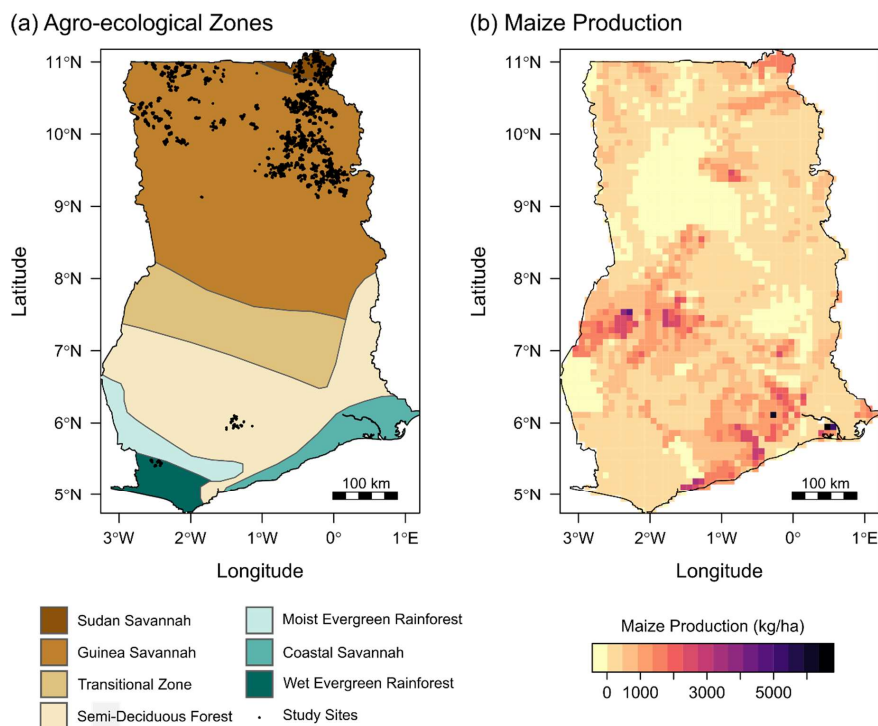 (a) Agro-ecological Zones
11°N
10°N
9°N
8°N
7°N
6°N
5°N
Latitude
100 km
3°W
2°W
1°W
0°
1°E
Longitude
Sudan Savannah
Guinea Savannah
Transitional Zone
Semi-Deciduous Forest
Moist Evergreen Rainforest
Coastal Savannah
Wet Evergreen Rainforest
Study Sites
(b) Maize Production
11°N
10°N
9°N
8°N
7°N
6°N
5°N
Latitude
100 km
3°W
2°W
1°W
0°
1°E
Longitude
Maize Production (kg/ha)
0 1000 3000 5000